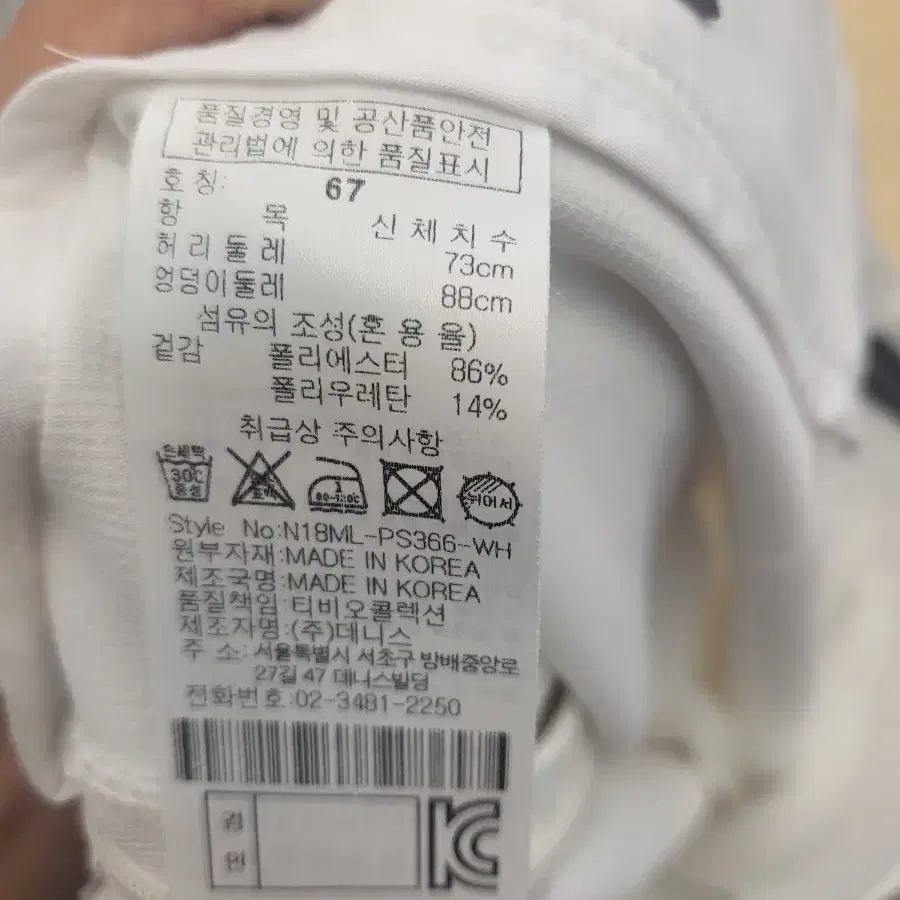 품질경영 및 공산품안전
관리법에 의한 품질표시
호 칭: 67
항 목 신 체 치 수
허 리 둘 레 73cm
엉덩이둘레 88cm
섬유의 조성(혼 용 율)
겉감 폴리에스터 86%
폴리우레탄 14%
취급상 주의사항
손세탁
30℃
중성
80-120℃
뉘어서
Style No:N18ML-PS366-WH
원부자재:MADE IN KOREA
제조국명:MADE IN KOREA
품질책임:티비오콜렉션
제조자명:(주)데니스
주 소:서울특별시 서초구 방배중앙로
27길 47 데니스빌딩
전화번호:02-3481-2250
검
인
KC